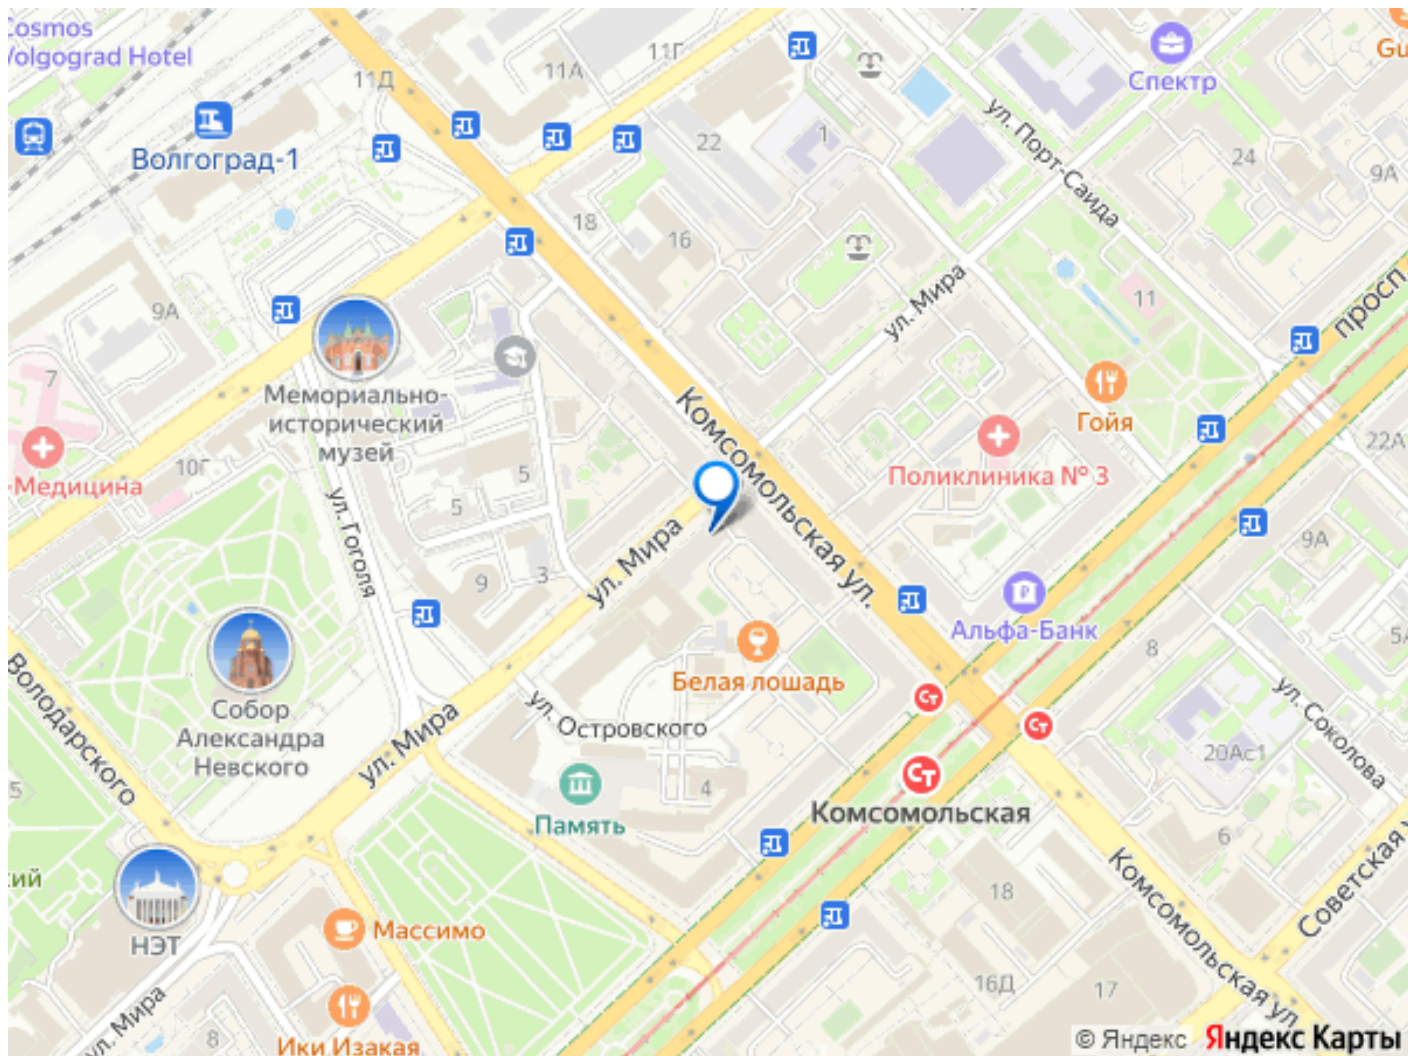 Cosmos
Volgograd Hotel
11Д
11А
11Г
Спектр
Gu
Волгоград-1
22
1
ул. Порт-Саида
24
9А
18
16
9А
ул. Мира
11
просп
Мемориально-
исторический
музей
7
-Медицина
10Г
Комсомольская ул.
Гойя
Поликлиника № 3
22А
5
5
ул. Гоголя
ул. Мира
9
3
9А
Альфа-Банк
8
5А
Белая лошадь
Собор
Александра
Невского
Володарского
ул. Мира
ул. Островского
ул. Соколова
20Ас1
5
4
Память
Комсомольская
6
Советская
ий
НЭТ
Массимо
18
Комсомольская ул.
16Д
17
ул. Мира
8
Ики Изакая
© Яндекс Яндекс Карты